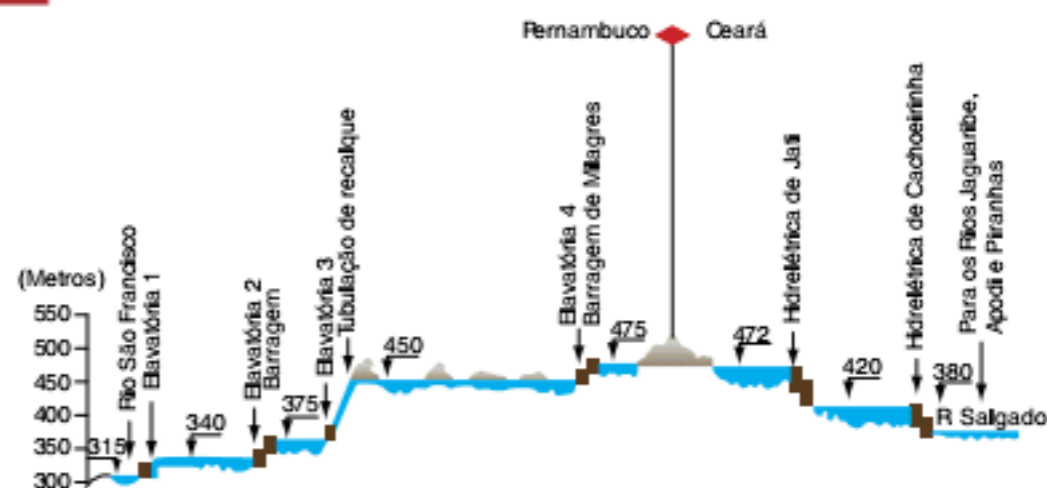 Pernambuco Ceará
(Metros)
550
500
450
400
350
300
315
Rio São Francisco
Elevatória 1
340
Elevatória 2
Barragem
375
Elevatória 3
Tubulação de recalque
450
Elevatória 4
Barragem de Milagres
475
472
Hidrelétrica de Jati
420
Hidrelétrica de Cachoeirinha
380
Para os Rios Jaguaribe,
Apodi e Piranhas
R Salgado